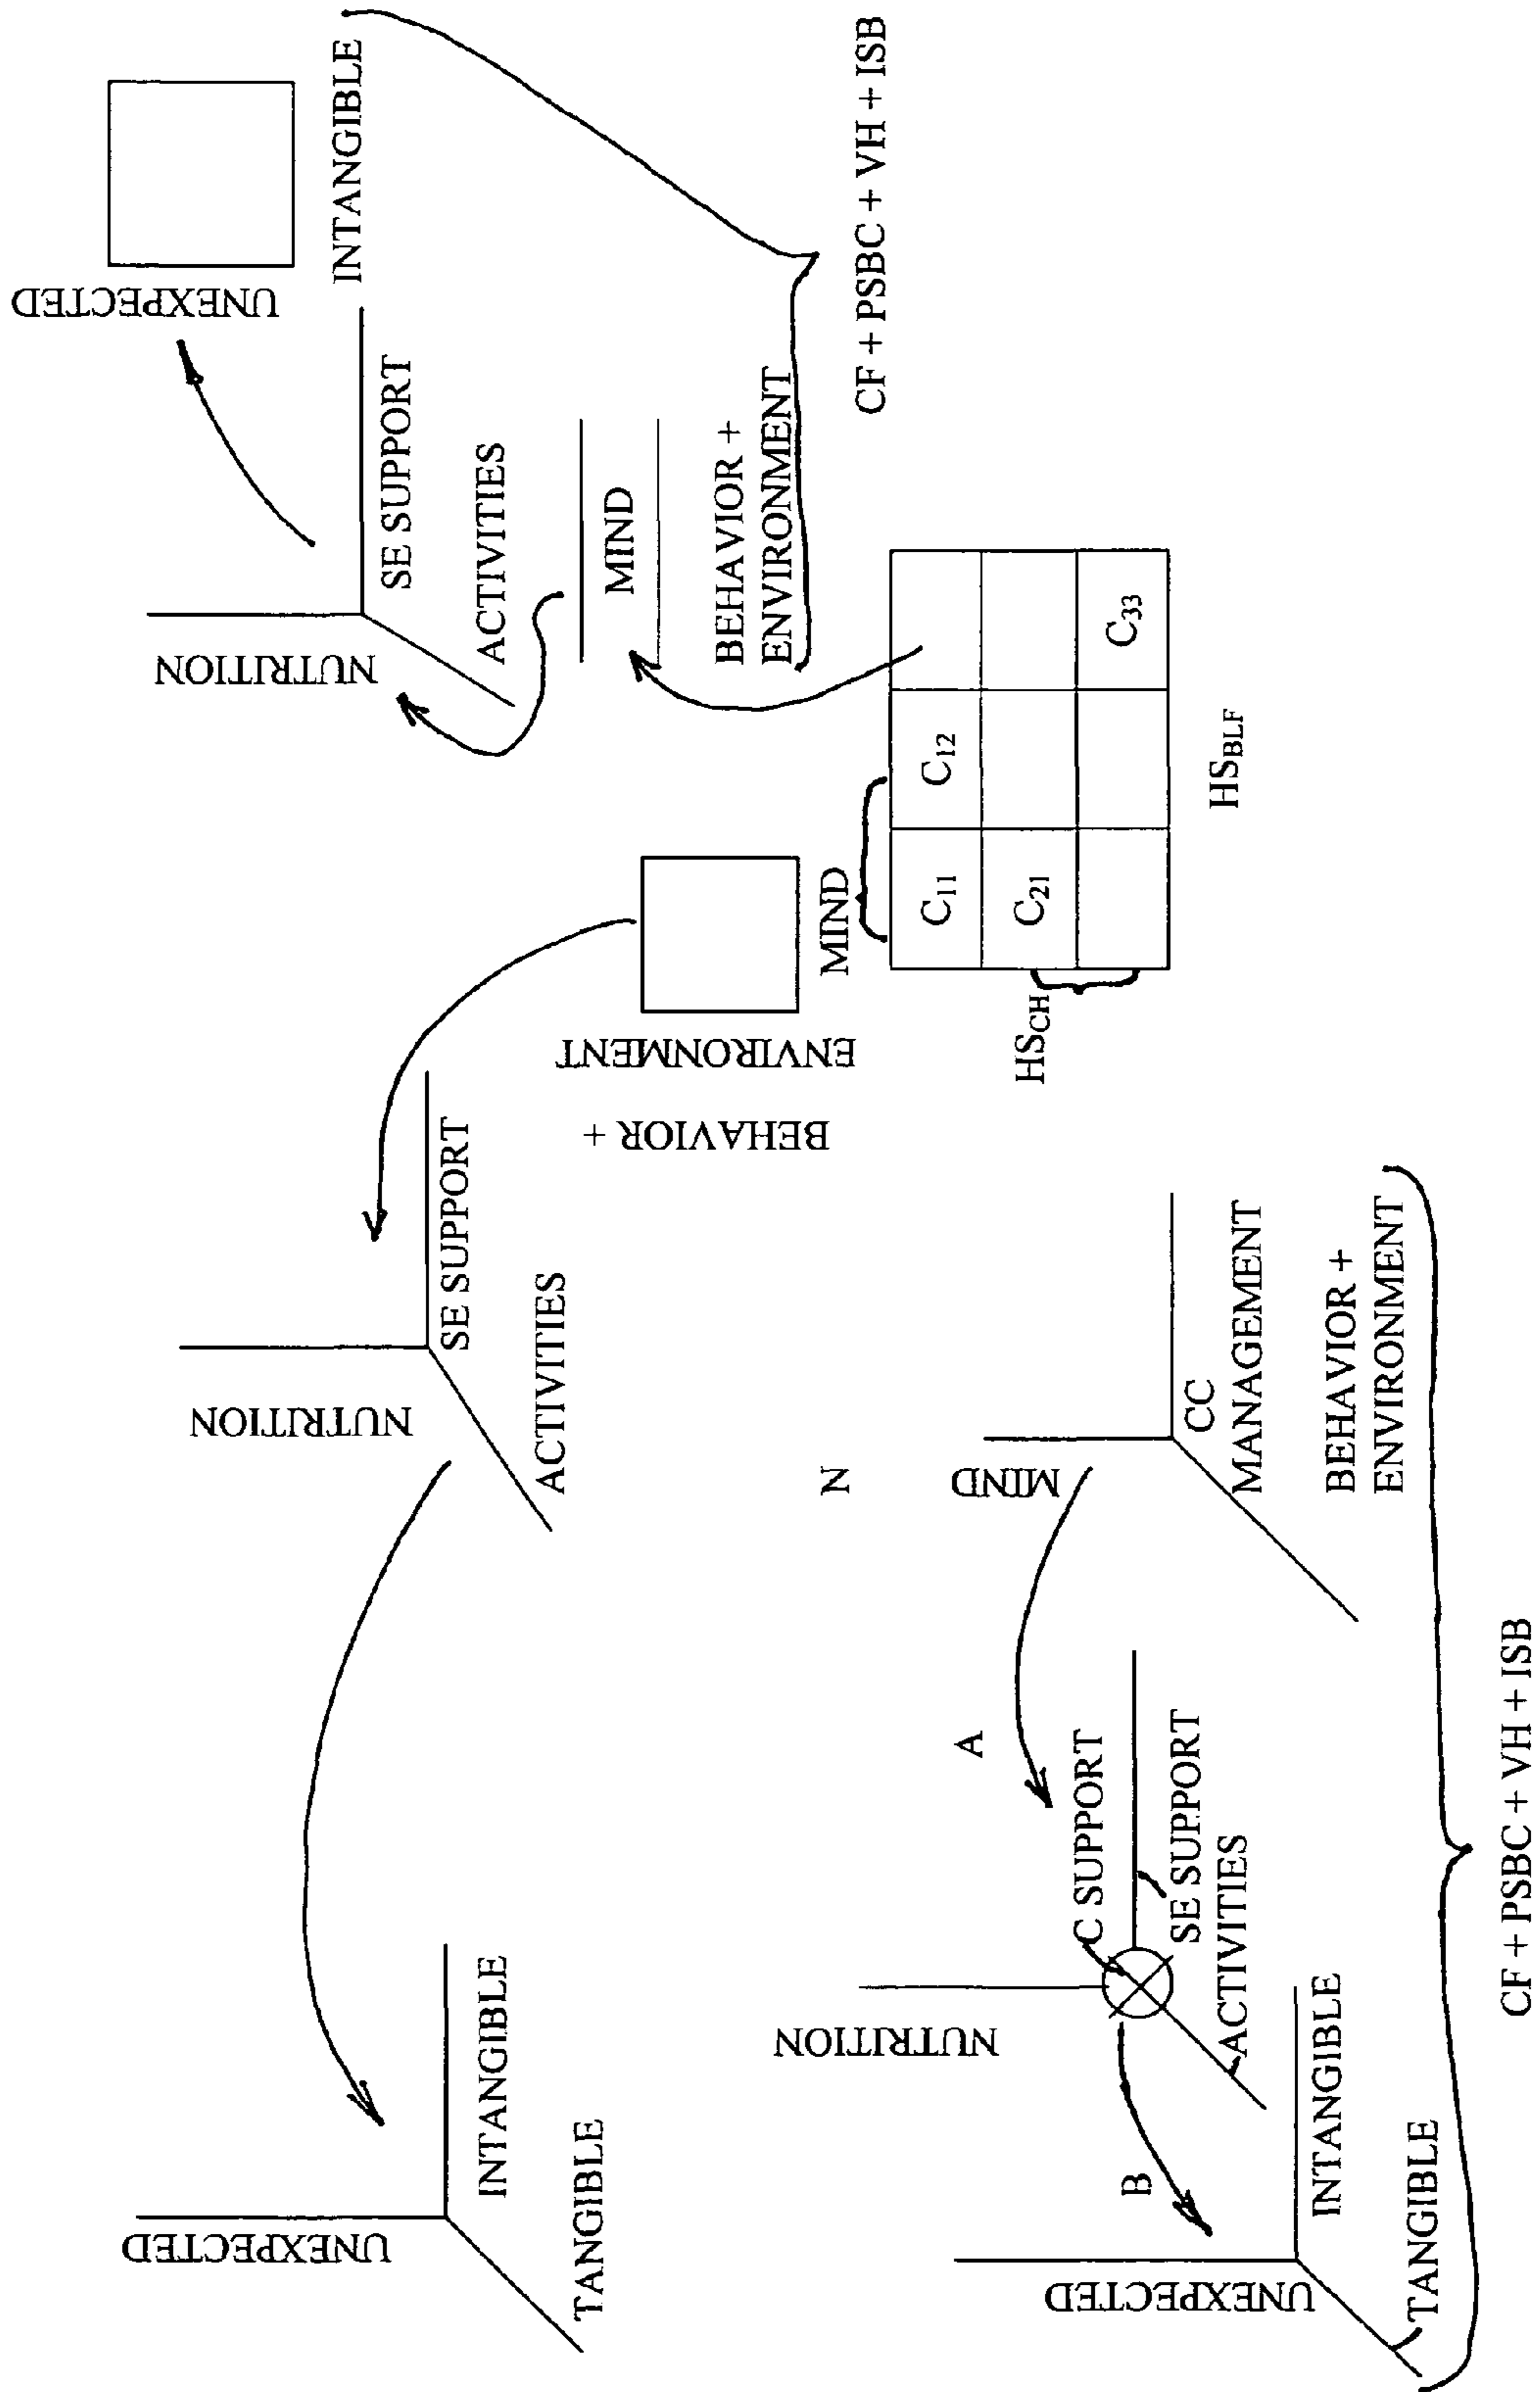 UNEXPECTED
INTANGIBLE
TANGIBLE
NUTRITION
SE SUPPORT
ACTIVITIES
BEHAVIOR +
ENVIRONMENT
MIND
HS_CH
C₁₁ C₁₂
C₂₁
C₃₃
HS_BLF
NUTRITION
SE SUPPORT
ACTIVITIES
MIND
BEHAVIOR +
ENVIRONMENT
UNEXPECTED
INTANGIBLE
CF + PSBC + VH + ISB
N
UNEXPECTED
INTANGIBLE
TANGIBLE
B
NUTRITION
C SUPPORT
SE SUPPORT
ACTIVITIES
A
MIND
CC
MANAGEMENT
BEHAVIOR +
ENVIRONMENT
CF + PSBC + VH + ISB